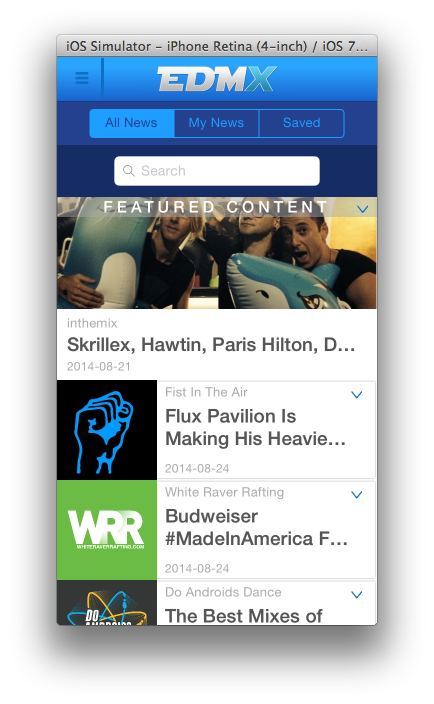 iOS Simulator – iPhone Retina (4-inch) / iOS 7...
EDMX
All News
My News
Saved
Search
FEATURED CONTENT
inthemix
Skrillex, Hawtin, Paris Hilton, D...
2014-08-21
Fist In The Air
Flux Pavilion Is
Making His Heavie...
2014-08-24
WRR
WHITERAVERRAFTING.COM
White Raver Rafting
Budweiser
#MadeInAmerica F...
2014-08-24
DO
Do Androids Dance
The Best Mixes of